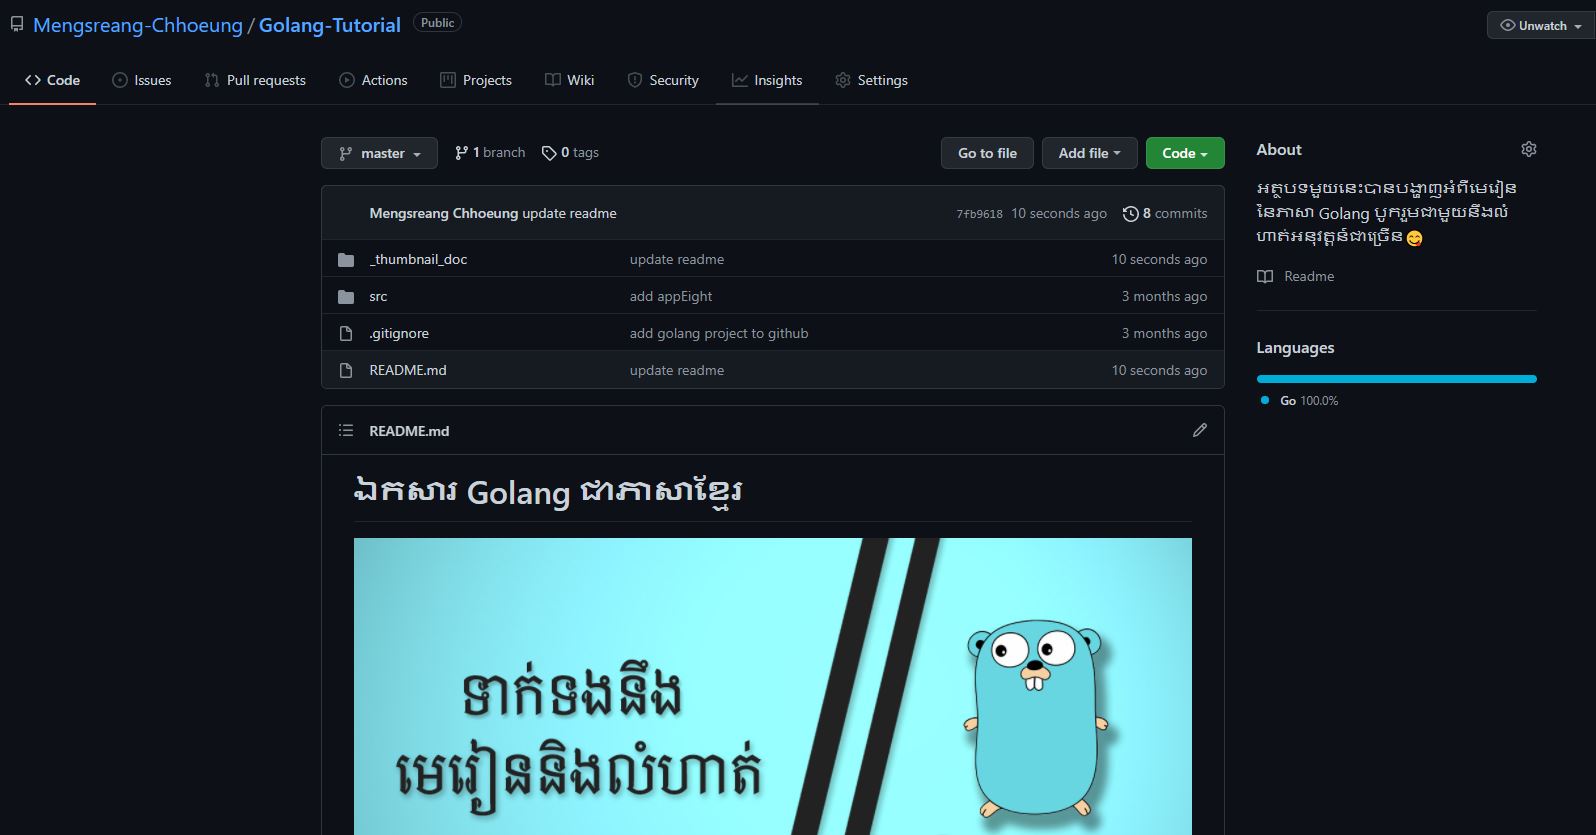 Mengsreang-Chhoeung / Golang-Tutorial Public
Unwatch
Code Issues Pull requests Actions Projects Wiki Security Insights Settings
master 1 branch 0 tags Go to file Add file Code
Mengsreang Chhoeung update readme 7fb9618 10 seconds ago 8 commits
_thumbnail_doc update readme 10 seconds ago
src add appEight 3 months ago
.gitignore add golang project to github 3 months ago
README.md update readme 10 seconds ago
README.md
ឯកសារ Golang ជាភាសាខ្មែរ
ទាក់ទងនឹង
មេរៀននិងលំហាត់
About
អត្ថបទមួយនេះបានបង្ហាញអំពីមេរៀន
នៃភាសា Golang បូករួមជាមួយនឹងលំ
ហាត់អនុវត្តន៍ជាច្រើន😋
Readme
Languages
Go 100.0%